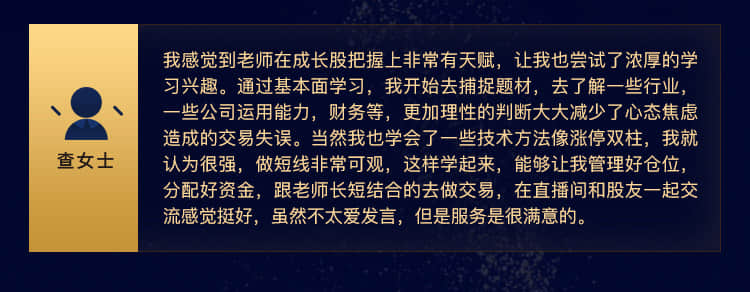 我感觉到老师在成长股把握上非常有天赋，让我也尝试了浓厚的学
习兴趣。通过基本面学习，我开始去捕捉题材，去了解一些行业，
一些公司运用能力，财务等，更加理性的判断大大减少了心态焦虑
造成的交易失误。当然我也学会了一些技术方法像涨停双柱，我就
认为很强，做短线非常可观，这样学起来，能够让我管理好仓位，
分配好资金，跟老师长短结合的去做交易，在直播间和股友一起交
流感觉挺好，虽然不太爱发言，但是服务是很满意的。
查女士